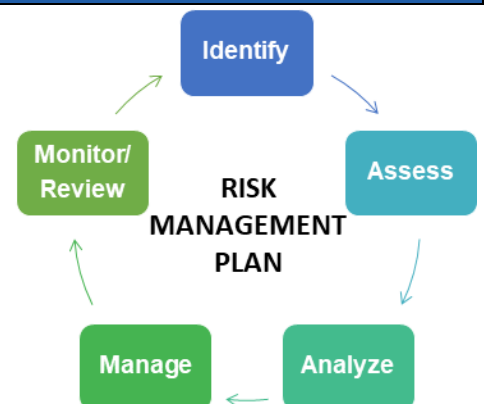 Identify
Assess
Analyze
Manage
Monitor/
Review
RISK
MANAGEMENT
PLAN